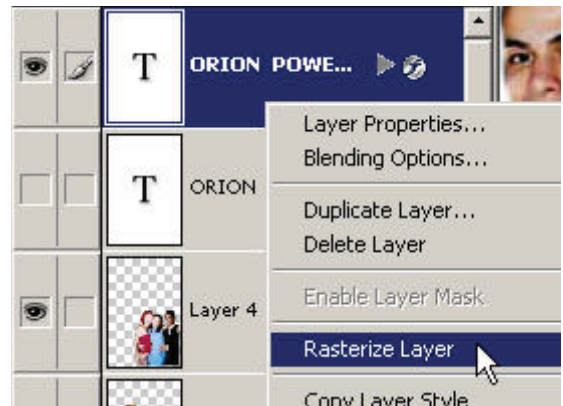 T ORION POWE...
Layer Properties...
Blending Options...
T ORION
Duplicate Layer...
Delete Layer
Enable Layer Mask
Layer 4
Rasterize Layer
Copy Layer Style